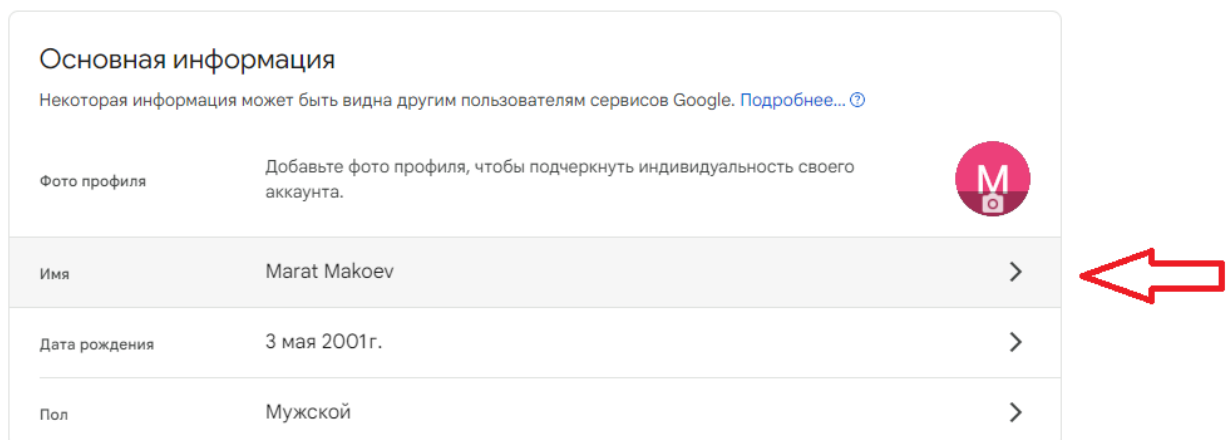 Основная информация
Некоторая информация может быть видна другим пользователям сервисов Google. Подробнее...
Фото профиля
Добавьте фото профиля, чтобы подчеркнуть индивидуальность своего
аккаунта.
M
Имя
Marat Makoev
Дата рождения
3 мая 2001 г.
Пол
Мужской